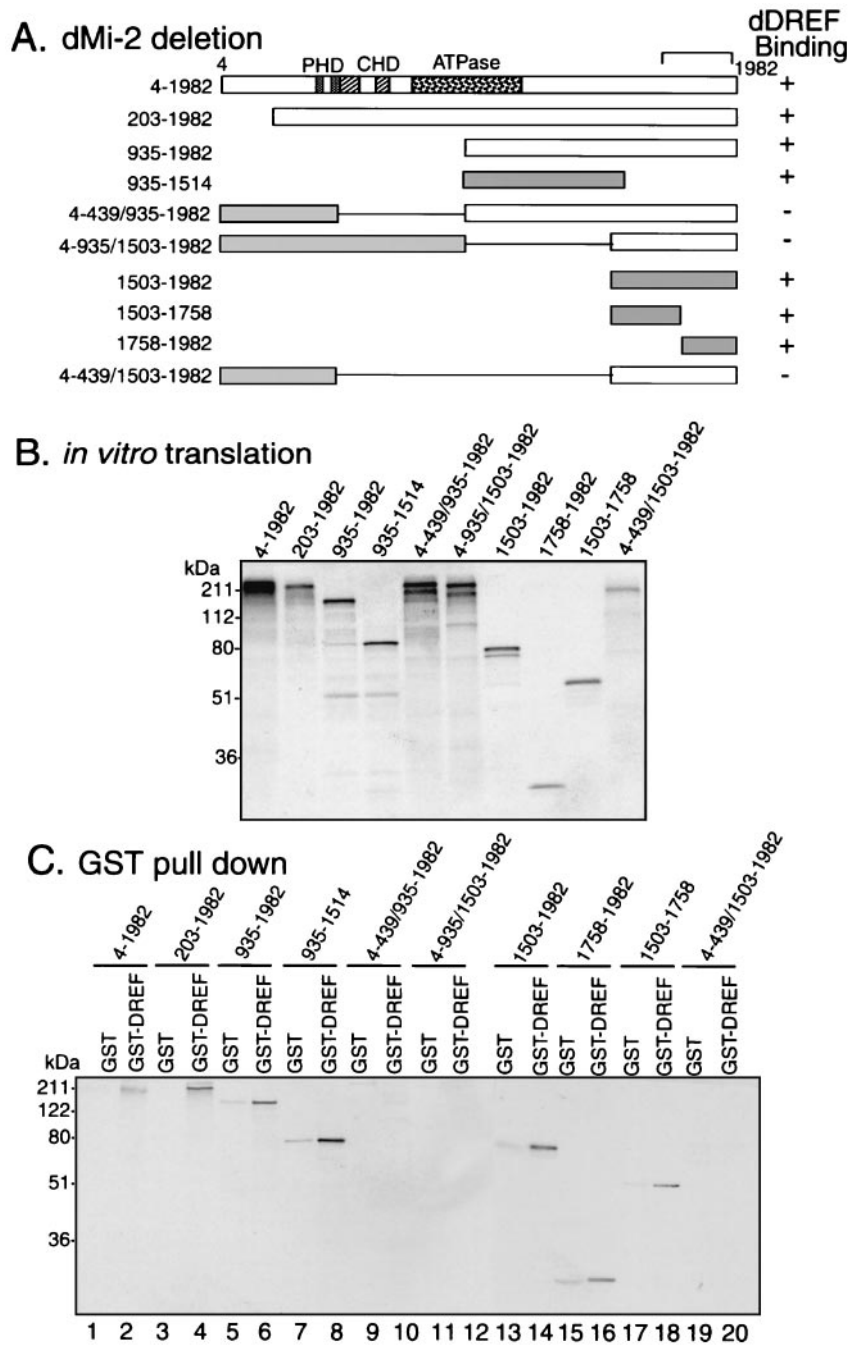 A. dMi-2 deletion
dDREF
Binding
4
PHD
CHD
ATPase
1982
4-1982
+
203-1982
+
935-1982
+
935-1514
+
4-439/935-1982
-
4-935/1503-1982
-
1503-1982
+
1503-1758
+
1758-1982
+
4-439/1503-1982
-
B. in vitro translation
4-1982
203-1982
935-1982
935-1514
4-439/935-1982
4-935/1503-1982
1503-1982
1758-1982
1503-1758
4-439/1503-1982
kDa
211-
112-
80-
51-
36-
C. GST pull down
4-1982
203-1982
935-1982
935-1514
4-439/935-1982
4-935/1503-1982
1503-1982
1758-1982
1503-1758
4-439/1503-1982
GST
GST-DREF
GST
GST-DREF
GST
GST-DREF
GST
GST-DREF
GST
GST-DREF
GST
GST-DREF
GST
GST-DREF
GST
GST-DREF
GST
GST-DREF
GST
GST-DREF
kDa
211-
122-
80-
51-
36-
1 2 3 4 5 6 7 8 9 10 11 12 13 14 15 16 17 18 19 20